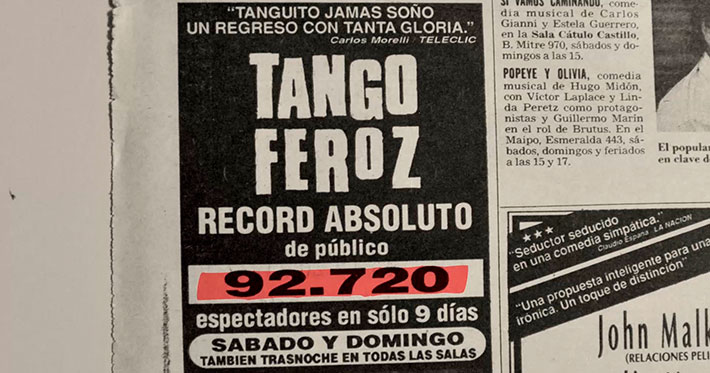 "TANGUITO JAMAS SOÑO
UN REGRESO CON TANTA GLORIA."
Carlos Morelli - TELECLIC
TANGO
FEROZ
RECORD ABSOLUTO
de público
92.720
espectadores en sólo 9 días
SABADO Y DOMINGO
TAMBIEN TRASNOCHE EN TODAS LAS SALAS
SI VAMOS CAMINANDO, come-
dia musical de Carlos
Gianni y Estela Guerrero,
en la Sala Cátulo Castillo,
B. Mitre 970, sábados y do-
mingos a las 15.
POPEYE Y OLIVIA, comedia
musical de Hugo Midón,
con Víctor Laplace y Lin-
da Peretz como protago-
nistas y Guillermo Marín
en el rol de Brutus. En el
Maipo, Esmeralda 443, sá-
bados, domingos y feriados
a las 15 y 17.
El popular
en clave de
★★★
"Seductor seducido
en una comedia simpática."
Claudio España LA NACION
"Una propuesta inteligente para una
irónica. Un toque de distinción"
John Malk
(RELACIONES PELI